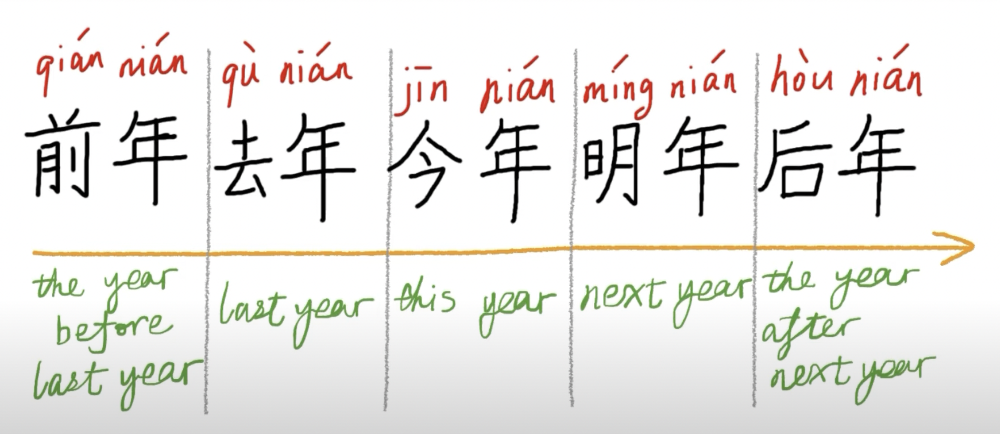 qián nián qù nián jīn nián míng nián hòu nián
前年 去年 今年 明年 后年
the year before last year
last year
this year
next year
the year after next year